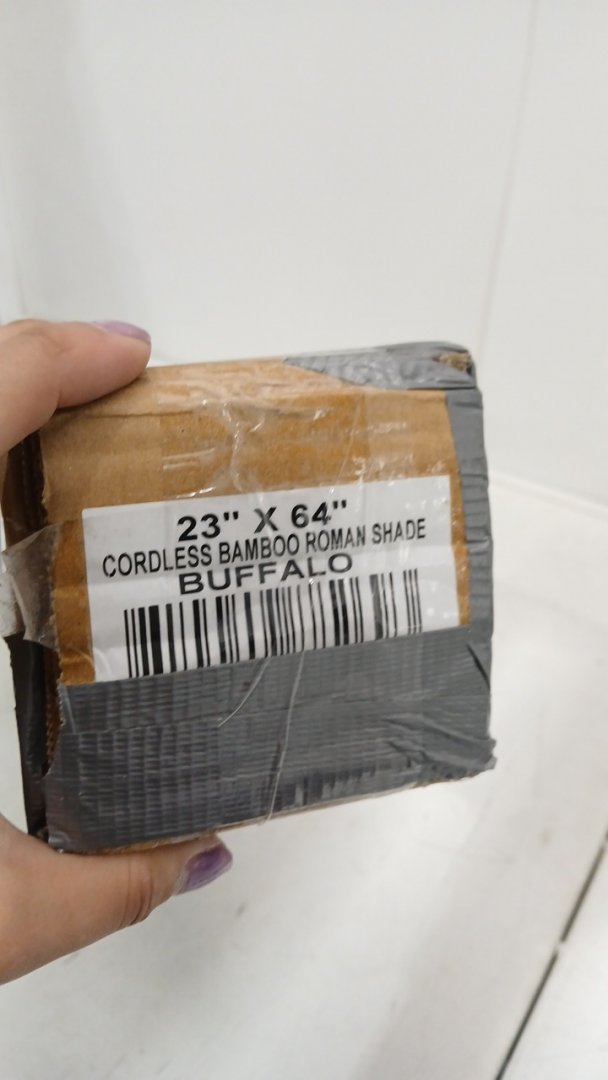 23" X 64"
CORDLESS BAMBOO ROMAN SHADE
BUFFALO